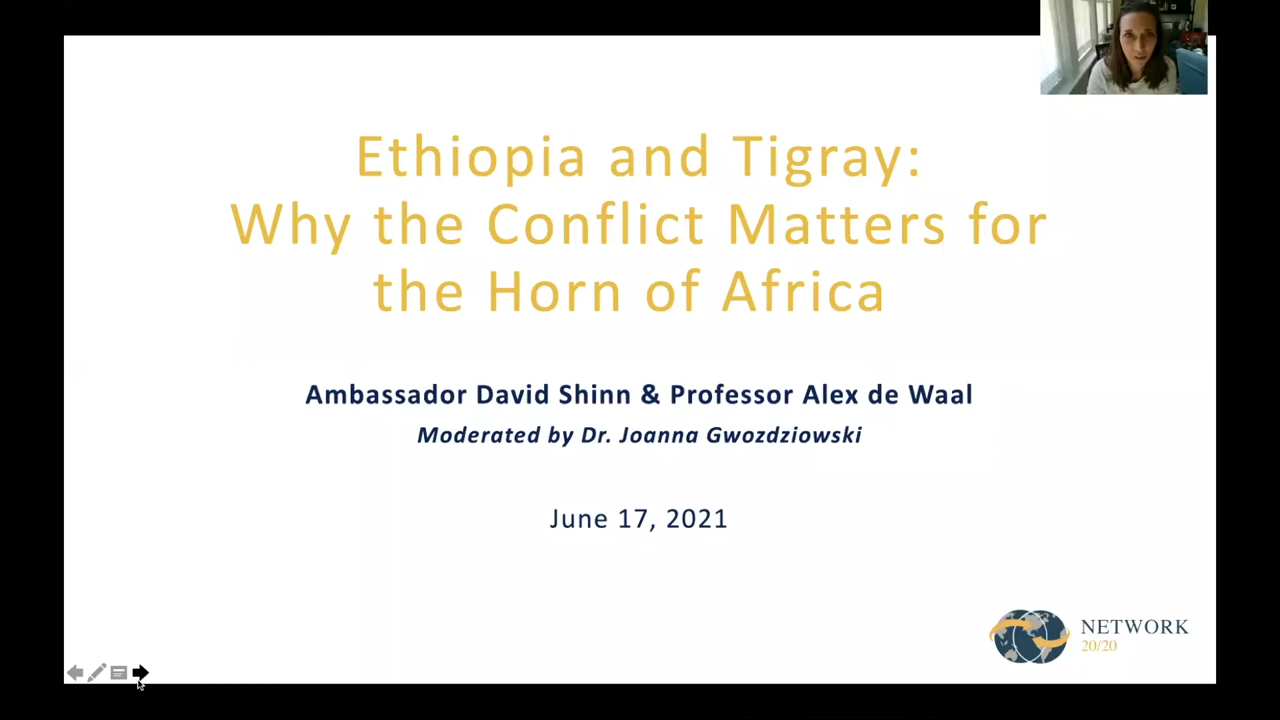 Ethiopia and Tigray:
Why the Conflict Matters for
the Horn of Africa
Ambassador David Shinn & Professor Alex de Waal
Moderated by Dr. Joanna Gwozdziowski
June 17, 2021
NETWORK
20/20